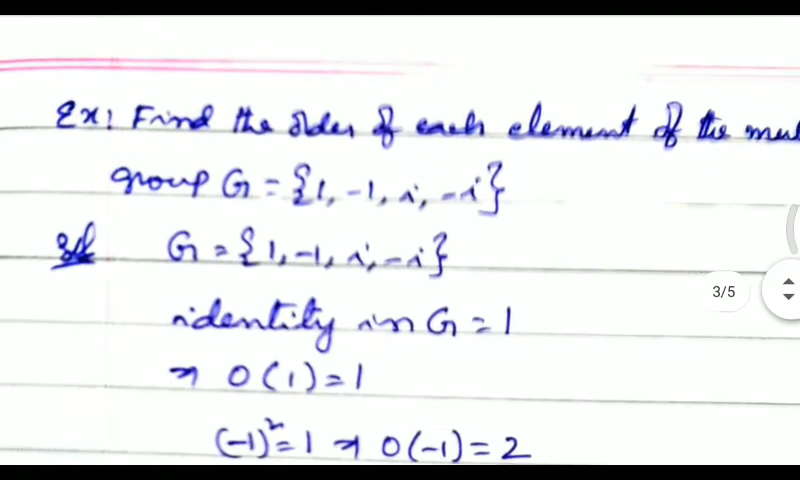 Ex: Find the order of each element of the
group G = {1, -1, i, -i}
Sol G = {1, -1, i, -i}
identity in G = 1
3/5
⇒ O(1) = 1
(-1)² = 1 ⇒ O(-1) = 2